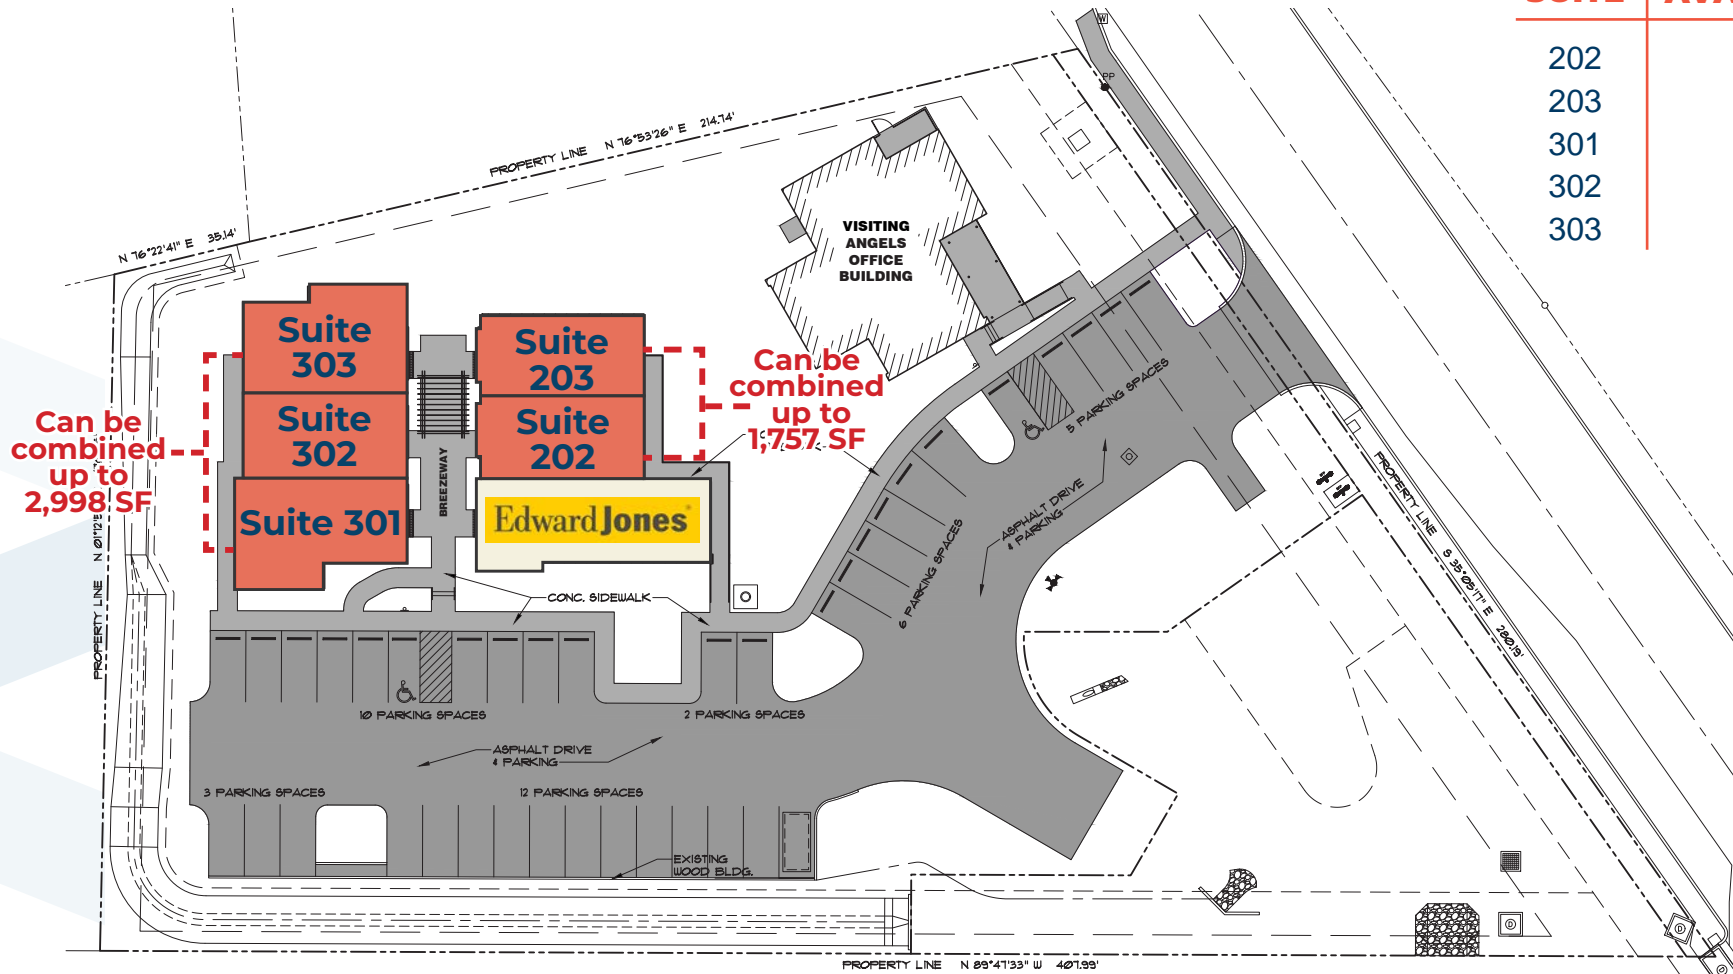 202
203
301
302
303
W
PP
PROPERTY LINE N 76°53'26" E 214.74'
N 76°22'41" E 35.14'
VISITING
ANGELS
OFFICE
BUILDING
Suite
303
Suite
203
Can be
combined
up to
1,757 SF
Suite
302
Suite
202
Can be
combined
up to
2,998 SF
BREEZEWAY
Suite 301
Edward Jones
5 PARKING SPACES
ASPHALT DRIVE
& PARKING
6 PARKING SPACES
PROPERTY LINE S 35°05'17" E 280.19'
PROPERTY LINE
CONC. SIDEWALK
10 PARKING SPACES
2 PARKING SPACES
ASPHALT DRIVE
& PARKING
3 PARKING SPACES
12 PARKING SPACES
EXISTING
WOOD BLDG.
PROPERTY LINE N 89°47'33" W 407.99'